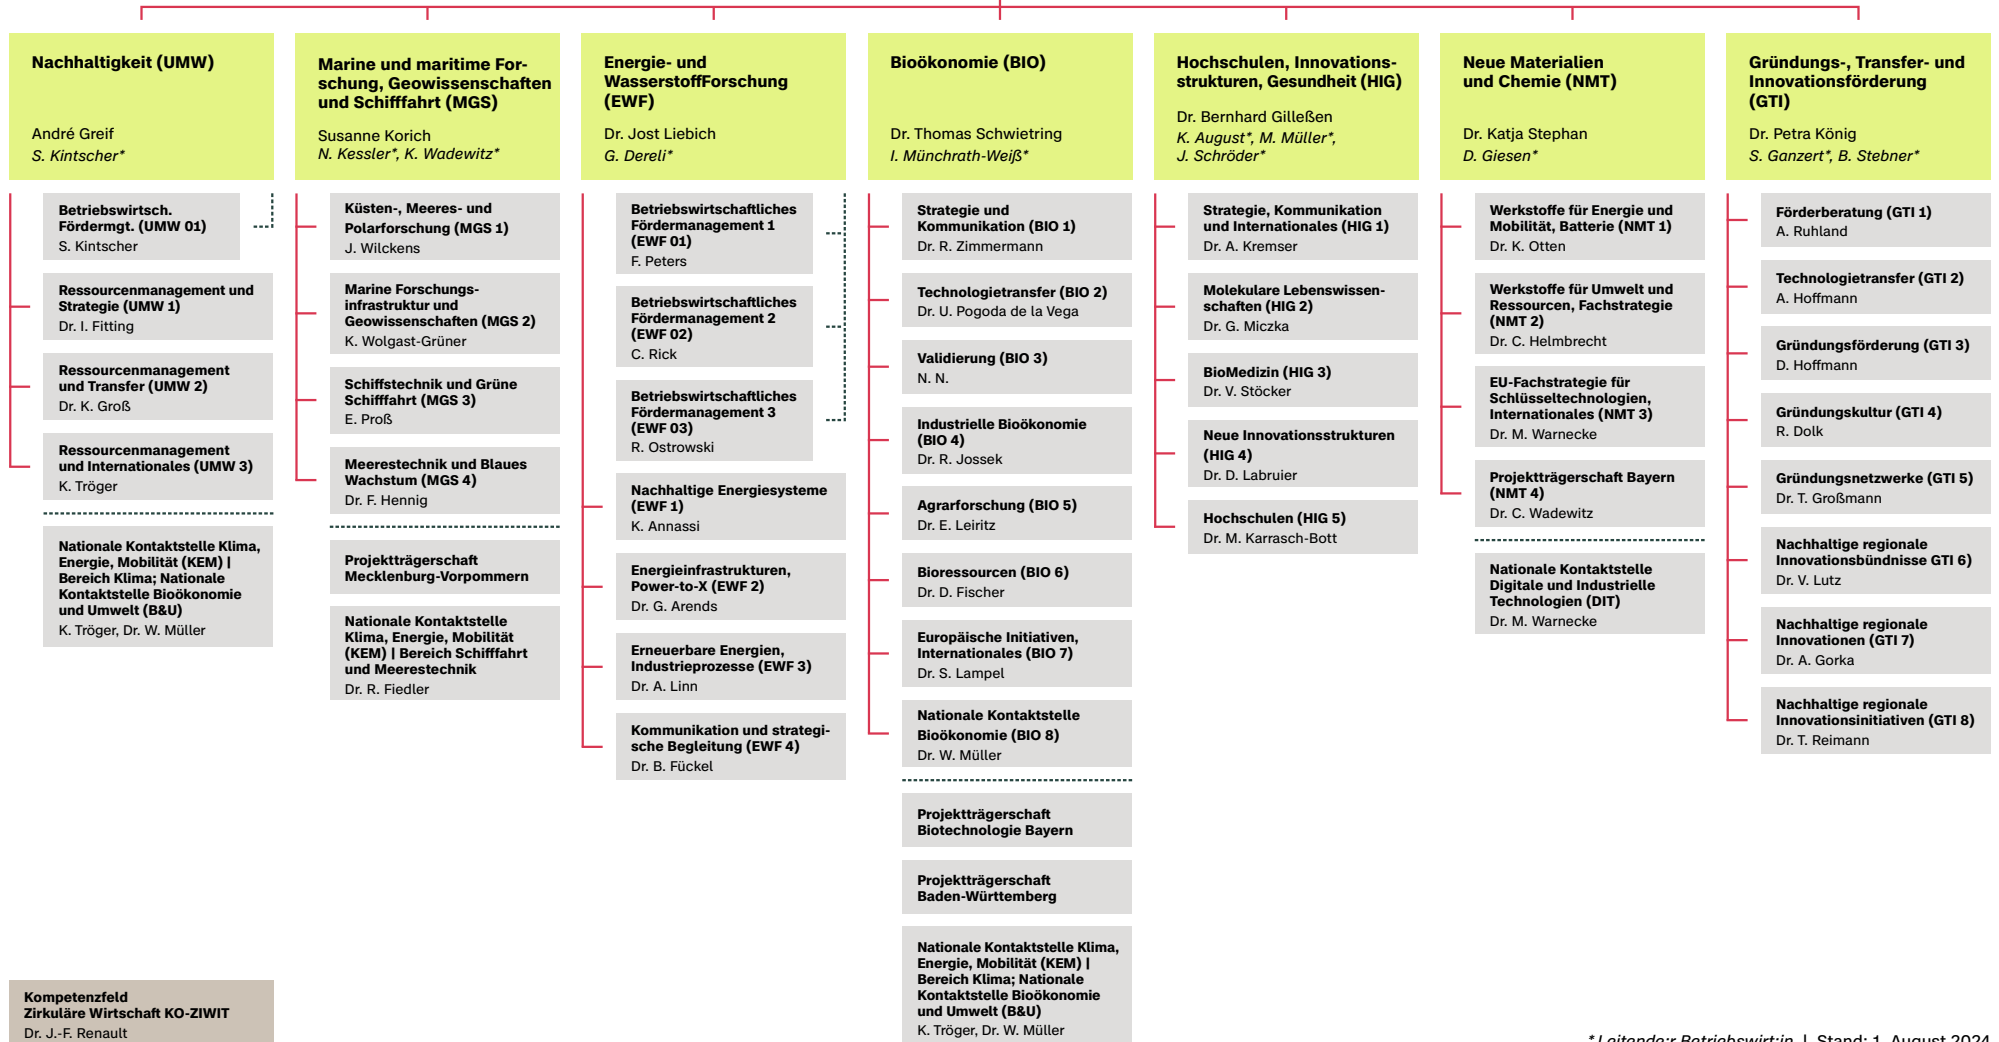 Nachhaltigkeit (UMW)
André Greif
S. Kintscher*
Betriebswirtsch.
Fördermgt. (UMW 01)
S. Kintscher
Ressourcenmanagement und
Strategie (UMW 1)
Dr. I. Fitting
Ressourcenmanagement
und Transfer (UMW 2)
Dr. K. Groß
Ressourcenmanagement
und Internationales (UMW 3)
K. Tröger
Nationale Kontaktstelle Klima,
Energie, Mobilität (KEM) |
Bereich Klima; Nationale
Kontaktstelle Bioökonomie
und Umwelt (B&U)
K. Tröger, Dr. W. Müller
Kompetenzfeld
Zirkuläre Wirtschaft KO-ZIWIT
Dr. J.-F. Renault
Marine und maritime For-
schung, Geowissenschaften
und Schifffahrt (MGS)
Susanne Korich
N. Kessler*, K. Wadewitz*
Küsten-, Meeres- und
Polarforschung (MGS 1)
J. Wilckens
Marine Forschungs-
infrastruktur und
Geowissenschaften (MGS 2)
K. Wolgast-Grüner
Schiffstechnik und Grüne
Schifffahrt (MGS 3)
E. Proß
Meerestechnik und Blaues
Wachstum (MGS 4)
Dr. F. Hennig
Projektträgerschaft
Mecklenburg-Vorpommern
Nationale Kontaktstelle
Klima, Energie, Mobilität
(KEM) | Bereich Schifffahrt
und Meerestechnik
Dr. R. Fiedler
Energie- und
WasserstoffForschung
(EWF)
Dr. Jost Liebich
G. Dereli*
Betriebswirtschaftliches
Fördermanagement 1
(EWF 01)
F. Peters
Betriebswirtschaftliches
Fördermanagement 2
(EWF 02)
C. Rick
Betriebswirtschaftliches
Fördermanagement 3
(EWF 03)
R. Ostrowski
Nachhaltige Energiesysteme
(EWF 1)
K. Annassi
Energieinfrastrukturen,
Power-to-X (EWF 2)
Dr. G. Arends
Erneuerbare Energien,
Industrieprozesse (EWF 3)
Dr. A. Linn
Kommunikation und strategi-
sche Begleitung (EWF 4)
Dr. B. Fückel
Bioökonomie (BIO)
Dr. Thomas Schwietring
I. Münchrath-Weiß*
Strategie und
Kommunikation (BIO 1)
Dr. R. Zimmermann
Technologietransfer (BIO 2)
Dr. U. Pogoda de la Vega
Validierung (BIO 3)
N. N.
Industrielle Bioökonomie
(BIO 4)
Dr. R. Jossek
Agrarforschung (BIO 5)
Dr. E. Leiritz
Bioressourcen (BIO 6)
Dr. D. Fischer
Europäische Initiativen,
Internationales (BIO 7)
Dr. S. Lampel
Nationale Kontaktstelle
Bioökonomie (BIO 8)
Dr. W. Müller
Projektträgerschaft
Biotechnologie Bayern
Projektträgerschaft
Baden-Württemberg
Nationale Kontaktstelle Klima,
Energie, Mobilität (KEM) |
Bereich Klima; Nationale
Kontaktstelle Bioökonomie
und Umwelt (B&U)
K. Tröger, Dr. W. Müller
Hochschulen, Innovations-
strukturen, Gesundheit (HIG)
Dr. Bernhard Gilleßen
K. August*, M. Müller*,
J. Schröder*
Strategie, Kommunikation
und Internationales (HIG 1)
Dr. A. Kremser
Molekulare Lebenswissen-
schaften (HIG 2)
Dr. G. Miczka
BioMedizin (HIG 3)
Dr. V. Stöcker
Neue Innovationsstrukturen
(HIG 4)
Dr. D. Labruier
Hochschulen (HIG 5)
Dr. M. Karrasch-Bott
Neue Materialien
und Chemie (NMT)
Dr. Katja Stephan
D. Giesen*
Werkstoffe für Energie und
Mobilität, Batterie (NMT 1)
Dr. K. Otten
Werkstoffe für Umwelt und
Ressourcen, Fachstrategie
(NMT 2)
Dr. C. Helmbrecht
EU-Fachstrategie für
Schlüsseltechnologien,
Internationales (NMT 3)
Dr. M. Warnecke
Projektträgerschaft Bayern
(NMT 4)
Dr. C. Wadewitz
Nationale Kontaktstelle
Digitale und Industrielle
Technologien (DIT)
Dr. M. Warnecke
Gründungs-, Transfer- und
Innovationsförderung
(GTI)
Dr. Petra König
S. Ganzert*, B. Stebner*
Förderberatung (GTI 1)
A. Ruhland
Technologietransfer (GTI 2)
A. Hoffmann
Gründungsförderung (GTI 3)
D. Hoffmann
Gründungskultur (GTI 4)
R. Dolk
Gründungsnetzwerke (GTI 5)
Dr. T. Großmann
Nachhaltige regionale
Innovationsbündnisse GTI 6)
Dr. V. Lutz
Nachhaltige regionale
Innovationen (GTI 7)
Dr. A. Gorka
Nachhaltige regionale
Innovationsinitiativen (GTI 8)
Dr. T. Reimann
* Leitende:r Betriebswirt:in | Stand: 1. August 2024